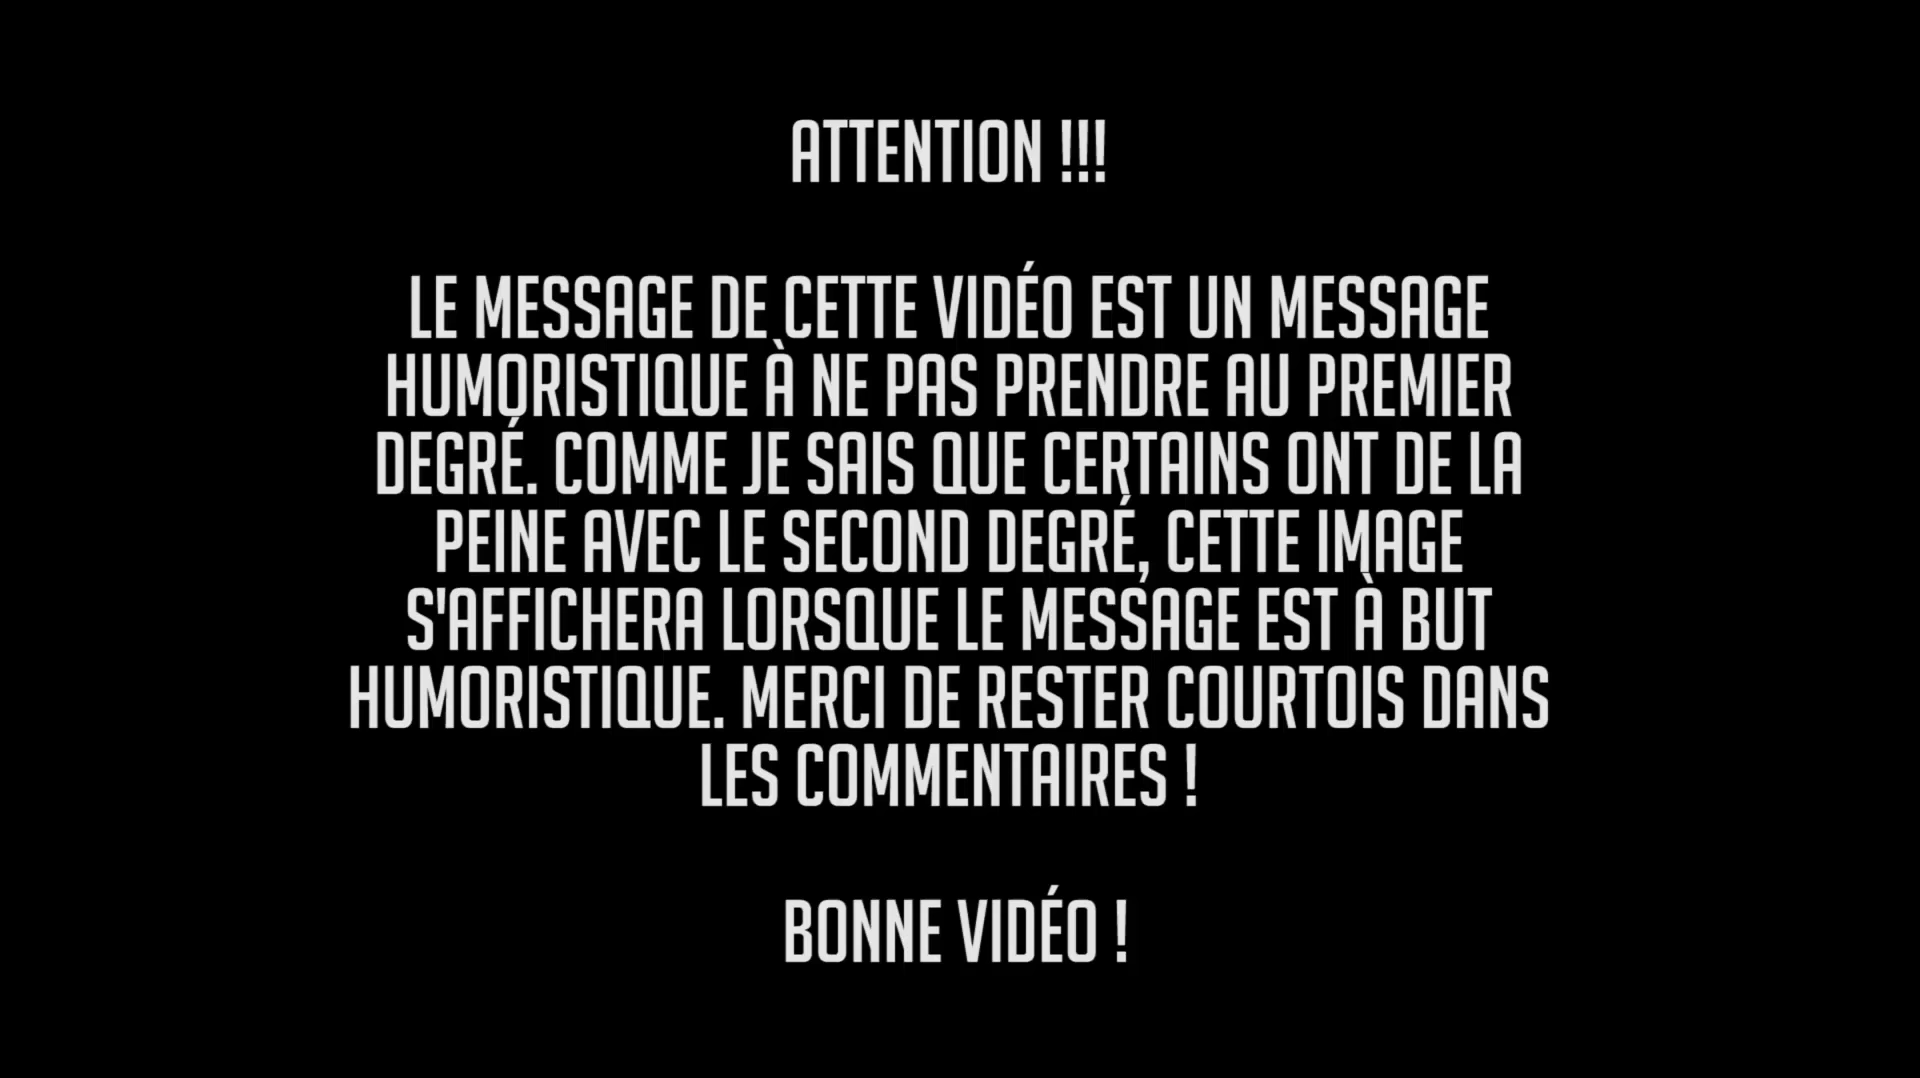 ATTENTION !!!
LE MESSAGE DE CETTE VIDÉO EST UN MESSAGE
HUMORISTIQUE À NE PAS PRENDRE AU PREMIER
DEGRÉ. COMME JE SAIS QUE CERTAINS ONT DE LA
PEINE AVEC LE SECOND DEGRÉ, CETTE IMAGE
S'AFFICHERA LORSQUE LE MESSAGE EST À BUT
HUMORISTIQUE. MERCI DE RESTER COURTOIS DANS
LES COMMENTAIRES !
BONNE VIDÉO !